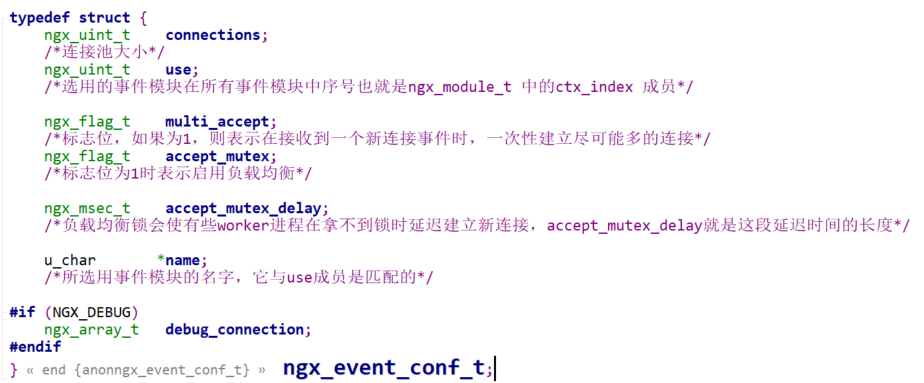 typedef struct {
ngx_uint_t connections;
/*连接池大小*/
ngx_uint_t use;
/*选用的事件模块在所有事件模块中序号也就是ngx_module_t 中的ctx_index 成员*/
ngx_flag_t multi_accept;
/*标志位，如果为1，则表示在接收到一个新连接事件时，一次性建立尽可能多的连接*/
ngx_flag_t accept_mutex;
/*标志位为1时表示启用负载均衡*/
ngx_msec_t accept_mutex_delay;
/*负载均衡锁会使有些worker进程在拿不到锁时延迟建立新连接，accept_mutex_delay就是这段延迟时间的长度*/
u_char *name;
/*所选用事件模块的名字，它与use成员是匹配的*/
#if (NGX_DEBUG)
ngx_array_t debug_connection;
#endif
} « end {anonngx_event_conf_t} » ngx_event_conf_t;